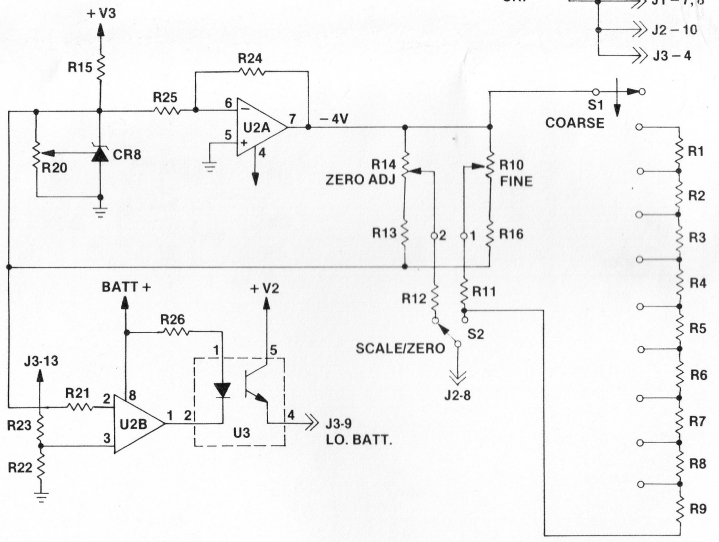 +V3
J1-7, 8
J2-10
J3-4
R15
R24
R25
6
-
7
-4V
U2A
5
+
4
S1
COARSE
R20
CR8
R14
ZERO ADJ
R10
FINE
R1
R2
R3
R4
R5
R6
R7
R8
R9
R13
2
1
R16
BATT +
+V2
R12
R11
S2
SCALE/ZERO
J2-8
R26
1
5
J3-13
R21
2
8
1
2
U2B
3
R23
R22
U3
4
J3-9
LO. BATT.